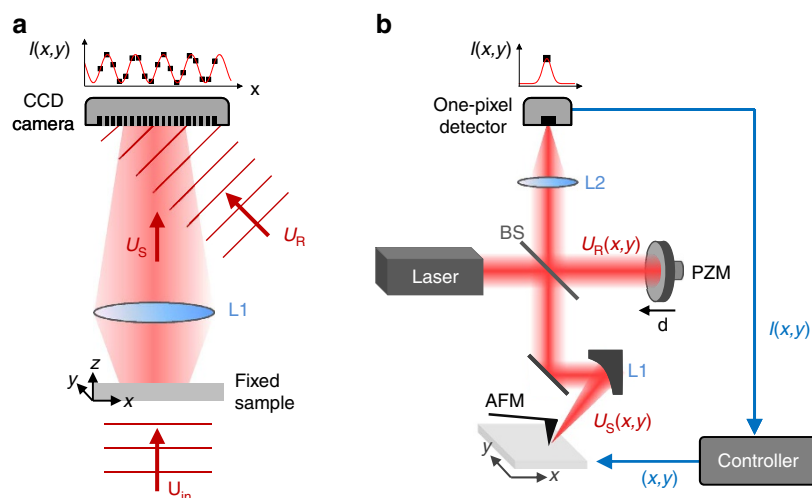 a
I(x,y)
x
CCD
camera
U_S
U_R
L1
z
y
x
Fixed
sample
U_in
b
I(x,y)
One-pixel
detector
L2
BS
U_R(x,y)
Laser
PZM
d
I(x,y)
L1
AFM
U_S(x,y)
y
x
(x,y)
Controller